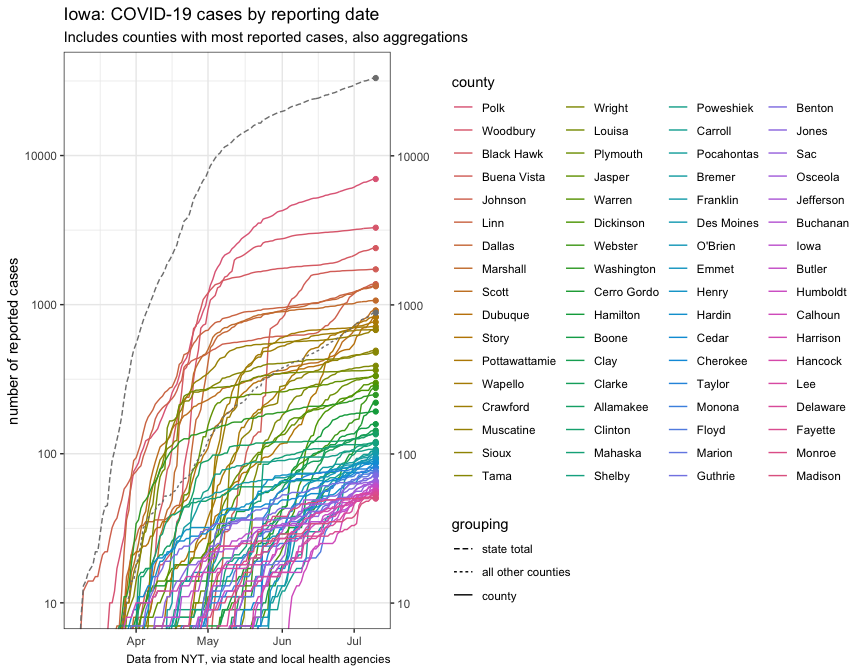 Iowa: COVID-19 cases by reporting date
Includes counties with most reported cases, also aggregations
number of reported cases
10000
1000
100
10
10000
1000
100
10
Apr
May
Jun
Jul
Data from NYT, via state and local health agencies
county
Polk
Woodbury
Black Hawk
Buena Vista
Johnson
Linn
Dallas
Marshall
Scott
Dubuque
Story
Pottawattamie
Wapello
Crawford
Muscatine
Sioux
Tama
Wright
Louisa
Plymouth
Jasper
Warren
Dickinson
Webster
Washington
Cerro Gordo
Hamilton
Boone
Clay
Clarke
Allamakee
Clinton
Mahaska
Shelby
Poweshiek
Carroll
Pocahontas
Bremer
Franklin
Des Moines
O'Brien
Emmet
Henry
Hardin
Cedar
Cherokee
Taylor
Monona
Floyd
Marion
Guthrie
Benton
Jones
Sac
Osceola
Jefferson
Buchanan
Iowa
Butler
Humboldt
Calhoun
Harrison
Hancock
Lee
Delaware
Fayette
Monroe
Madison
grouping
state total
all other counties
county